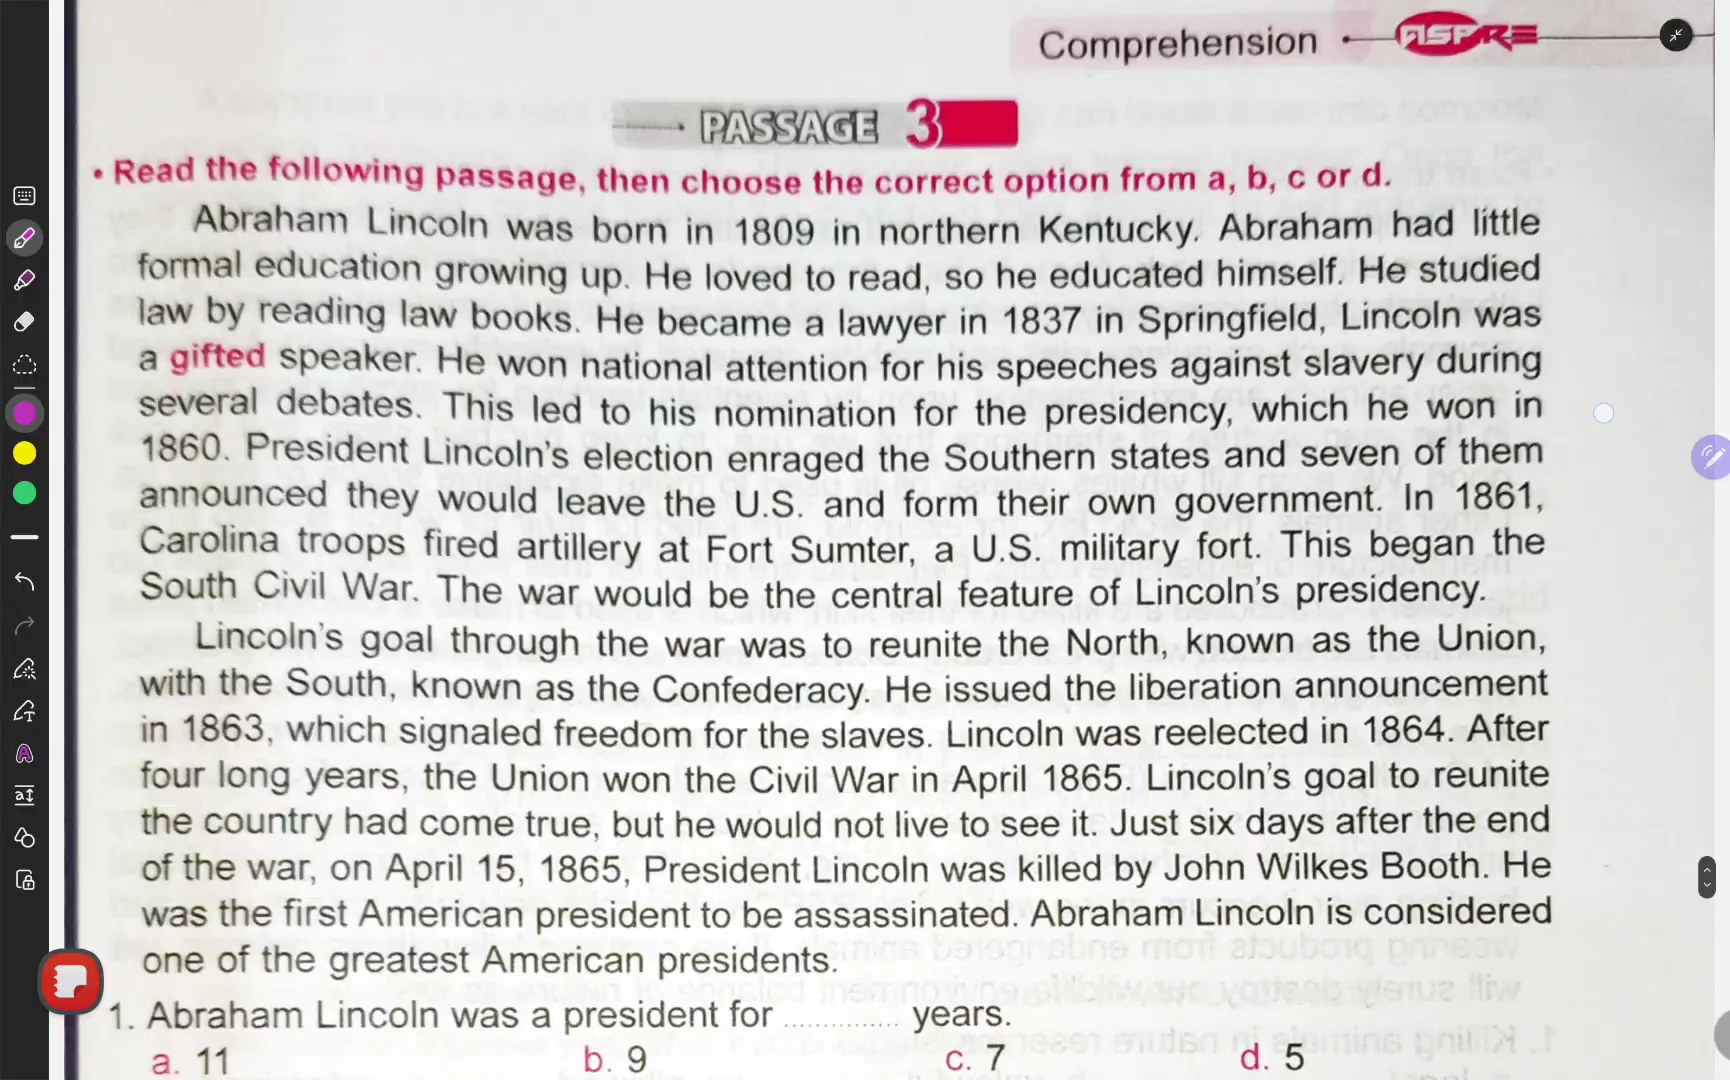 Comprehension ASPIRE
PASSAGE 3
• Read the following passage, then choose the correct option from a, b, c or d.
Abraham Lincoln was born in 1809 in northern Kentucky. Abraham had little
formal education growing up. He loved to read, so he educated himself. He studied
law by reading law books. He became a lawyer in 1837 in Springfield, Lincoln was
a gifted speaker. He won national attention for his speeches against slavery during
several debates. This led to his nomination for the presidency, which he won in
1860. President Lincoln's election enraged the Southern states and seven of them
announced they would leave the U.S. and form their own government. In 1861,
Carolina troops fired artillery at Fort Sumter, a U.S. military fort. This began the
South Civil War. The war would be the central feature of Lincoln's presidency.
Lincoln's goal through the war was to reunite the North, known as the Union,
with the South, known as the Confederacy. He issued the liberation announcement
in 1863, which signaled freedom for the slaves. Lincoln was reelected in 1864. After
four long years, the Union won the Civil War in April 1865. Lincoln's goal to reunite
the country had come true, but he would not live to see it. Just six days after the end
of the war, on April 15, 1865, President Lincoln was killed by John Wilkes Booth. He
was the first American president to be assassinated. Abraham Lincoln is considered
one of the greatest American presidents.
1. Abraham Lincoln was a president for .............. years.
a. 11 b. 9 c. 7 d. 5